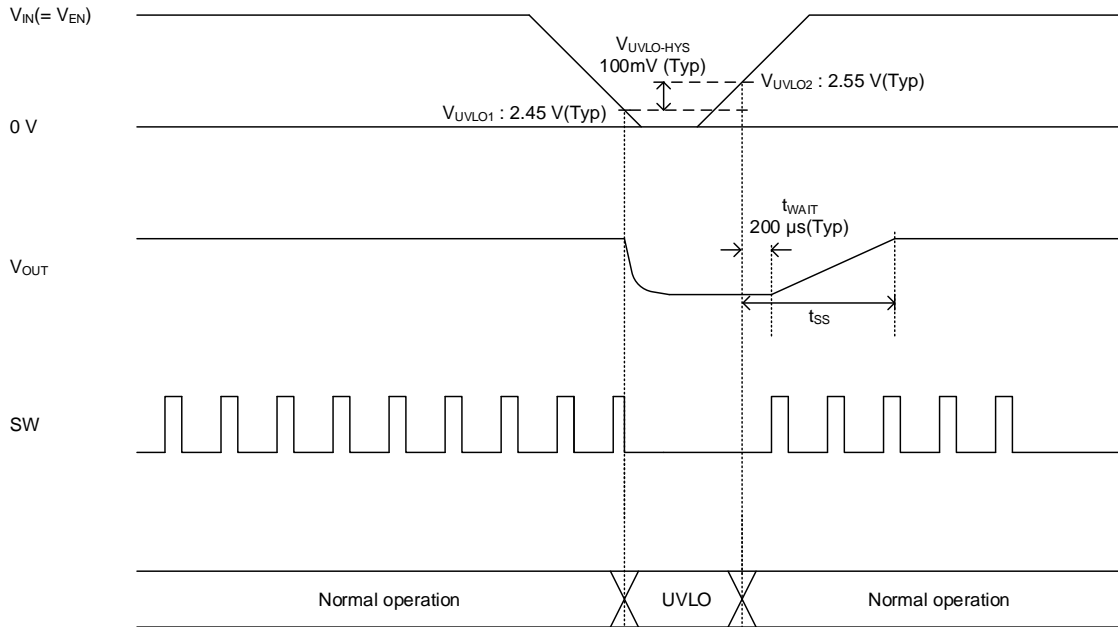 VIN(= VEN)
VUVLO-HYS
100mV (Typ)
VUVLO2 : 2.55 V(Typ)
VUVLO1 : 2.45 V(Typ)
0 V
tWAIT
200 µs(Typ)
VOUT
tSS
SW
Normal operation
UVLO
Normal operation